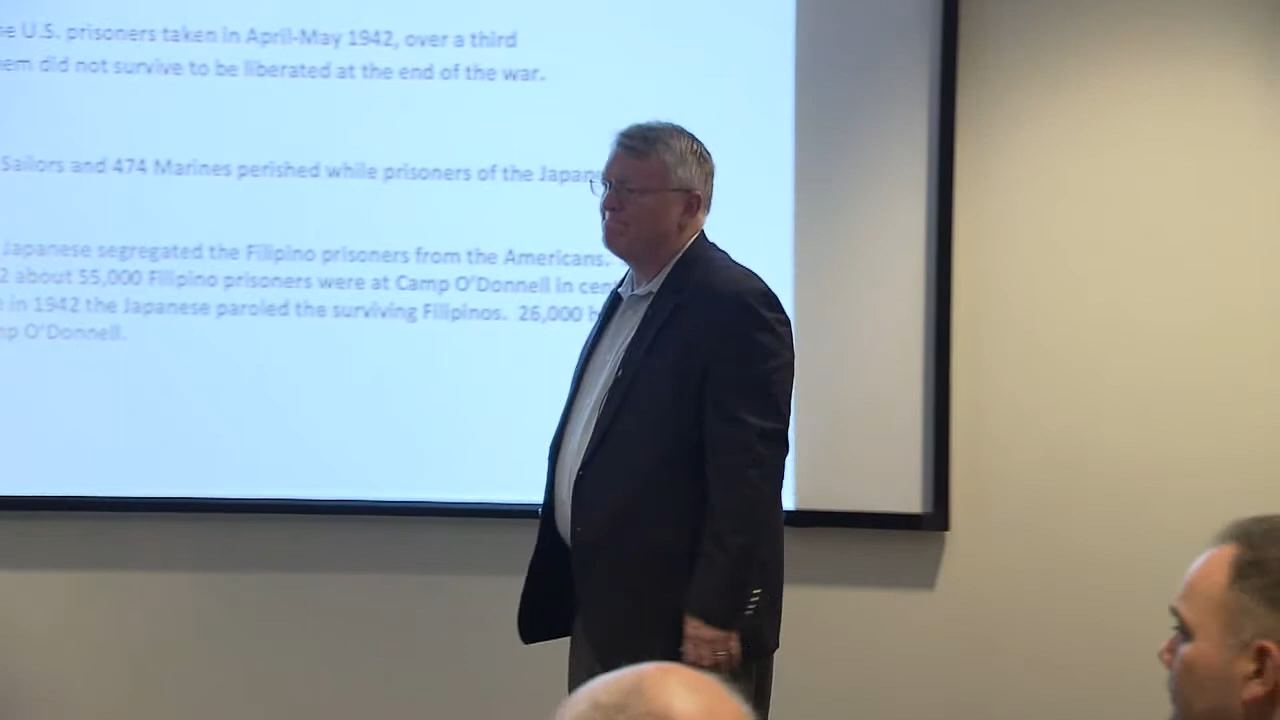 U.S. prisoners taken in April-May 1942, over a third
did not survive to be liberated at the end of the war.
Sailors and 474 Marines perished while prisoners of the
Japanese segregated the Filipino prisoners from the Americans.
about 55,000 Filipino prisoners were at Camp O'Donnell in
in 1942 the Japanese paroled the surviving Filipinos. 26,000
O'Donnell.